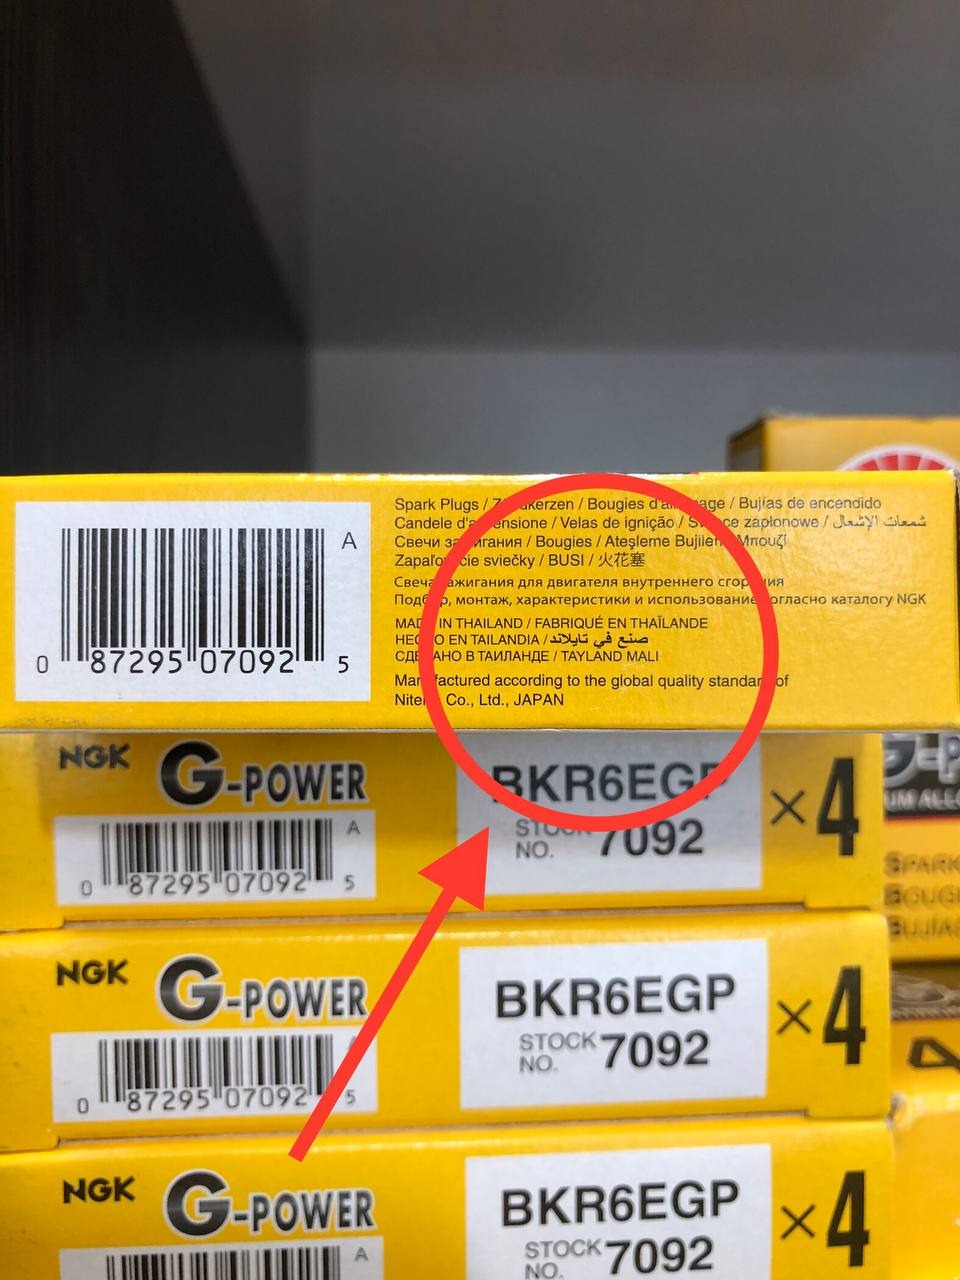 A
0 87295 07092 5
Spark Plugs / Zündkerzen / Bougies d'allumage / Bujías de encendido
Candele d'accensione / Velas de ignição / Świece zapłonowe / شمعات الإشعال
Свечи зажигания / Bougies / Ateşleme Bujileri / Μπουζί
Zapaľovacie sviečky / BUSI / 火花塞
Свеча зажигания для двигателя внутреннего сгорания
Подбор, монтаж, характеристики и использование согласно каталогу NGK
MADE IN THAILAND / FABRIQUÉ EN THAÏLANDE
HECHO EN TAILANDIA / صنع في تايلاند
СДЕЛАНО В ТАИЛАНДЕ / TAYLAND MALI
Manufactured according to the global quality standard of
Niterra Co., Ltd., JAPAN
NGK G-POWER
A
0 87295 07092 5
BKR6EGP
STOCK NO. 7092
×4
SPARK
NGK G-POWER
0 87295 07092 5
BKR6EGP
STOCK NO. 7092
×4
4
NGK G-POWER
A
BKR6EGP
STOCK NO. 7092
×4